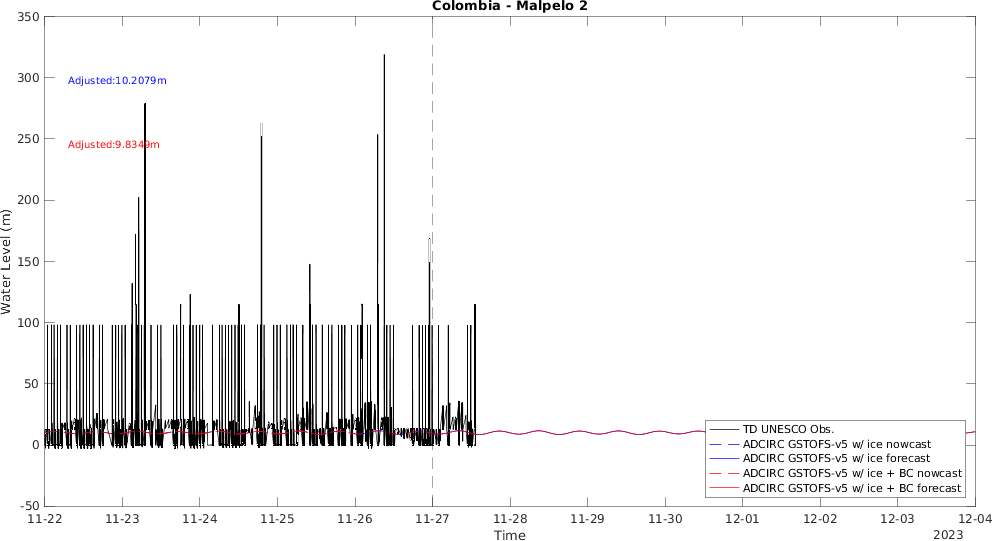 Colombia - Malpelo 2
350
300
250
200
150
100
50
0
-50
Water Level (m)
Adjusted:10.2079m
Adjusted:9.8349m
TD UNESCO Obs.
ADCIRC GSTOFS-v5 w/ ice nowcast
ADCIRC GSTOFS-v5 w/ ice forecast
ADCIRC GSTOFS-v5 w/ ice + BC nowcast
ADCIRC GSTOFS-v5 w/ ice + BC forecast
11-22 11-23 11-24 11-25 11-26 11-27 11-28 11-29 11-30 12-01 12-02 12-03 12-04
Time
2023